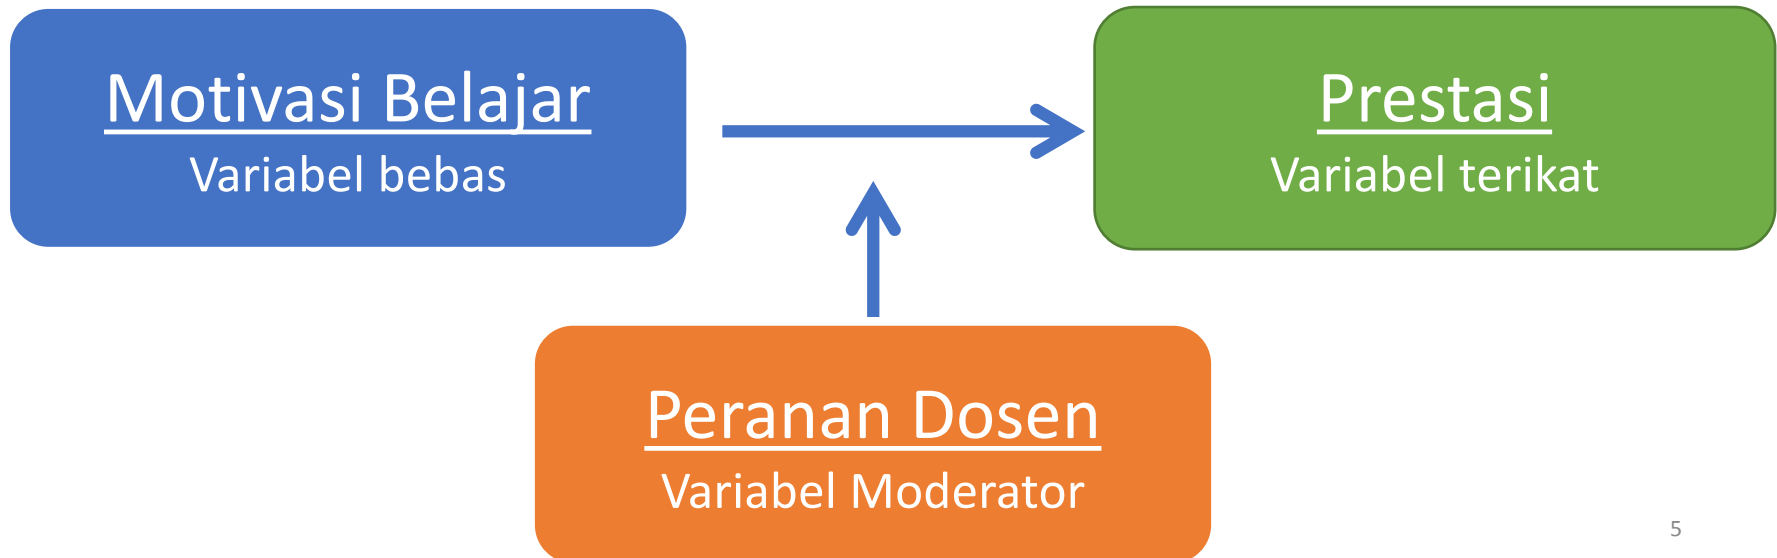 Motivasi Belajar
Variabel bebas
Prestasi
Variabel terikat
Peranan Dosen
Variabel Moderator
5